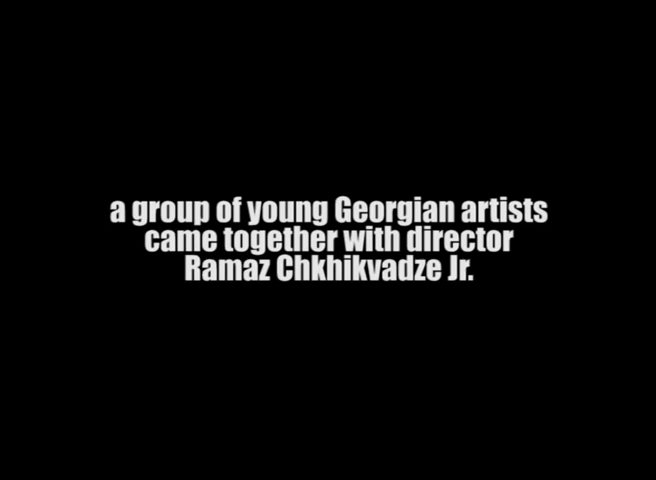 a group of young Georgian artists
came together with director
Ramaz Chkhikvadze Jr.